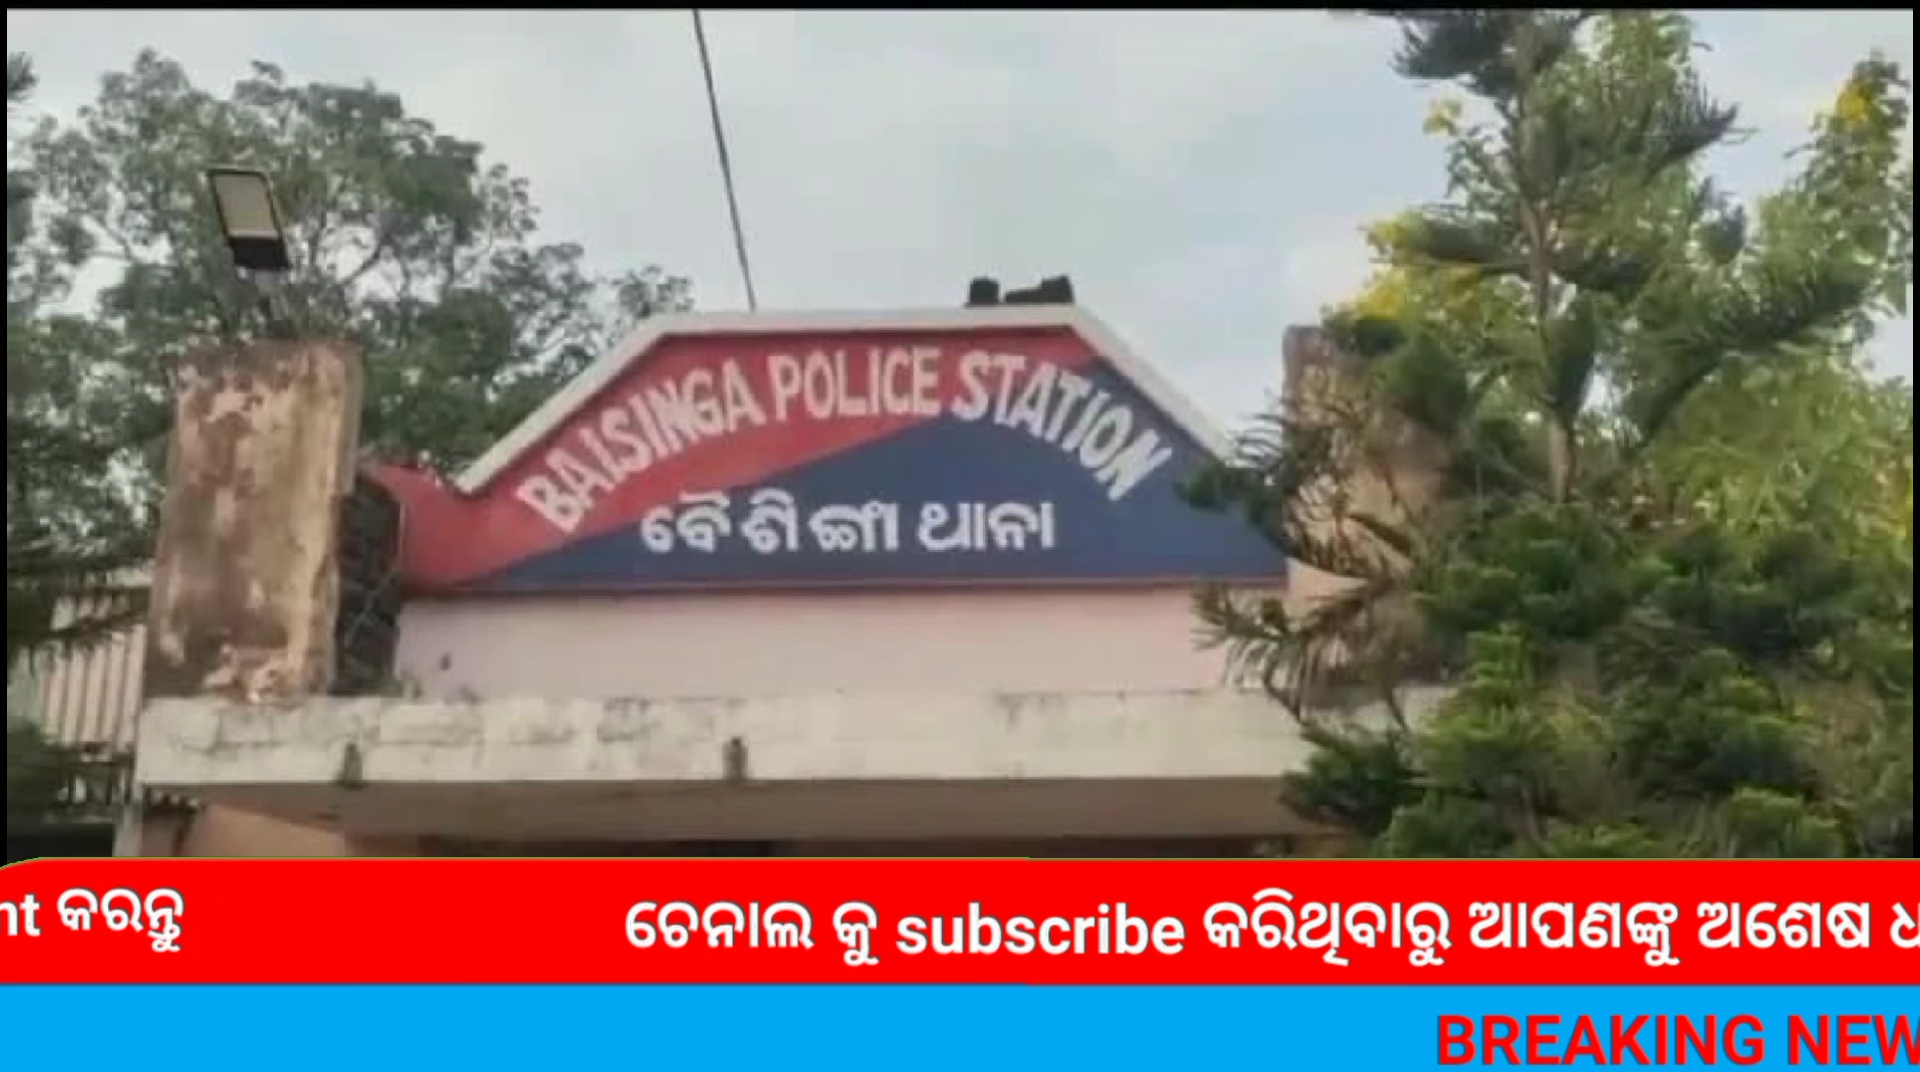 BAISINGA POLICE STATION
ବୈଶିଙ୍ଗା ଥାନା
କରନ୍ତୁ
ଚେନାଲ କୁ subscribe କରିଥିବାରୁ ଆପଣଙ୍କୁ ଅଶେଷ
BREAKING NEW